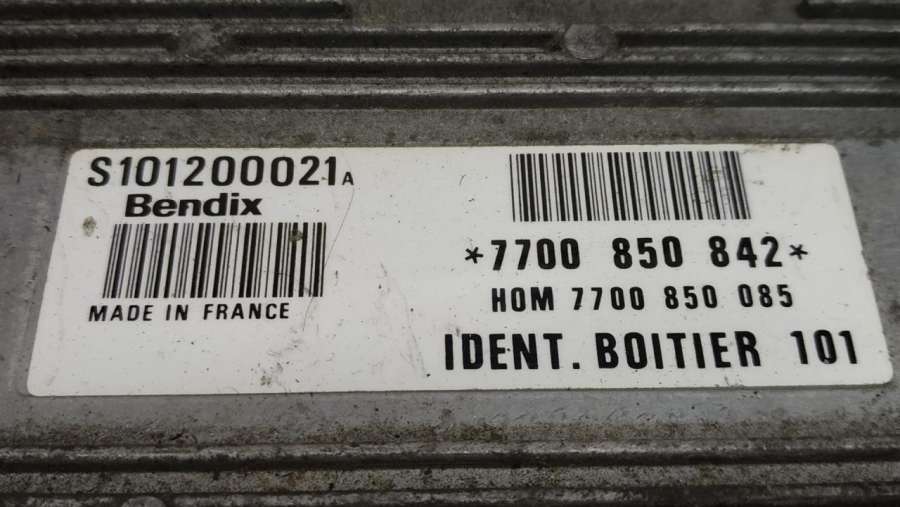 S101200021A
Bendix
MADE IN FRANCE
*7700 850 842*
HOM 7700 850 085
IDENT. BOITIER 101